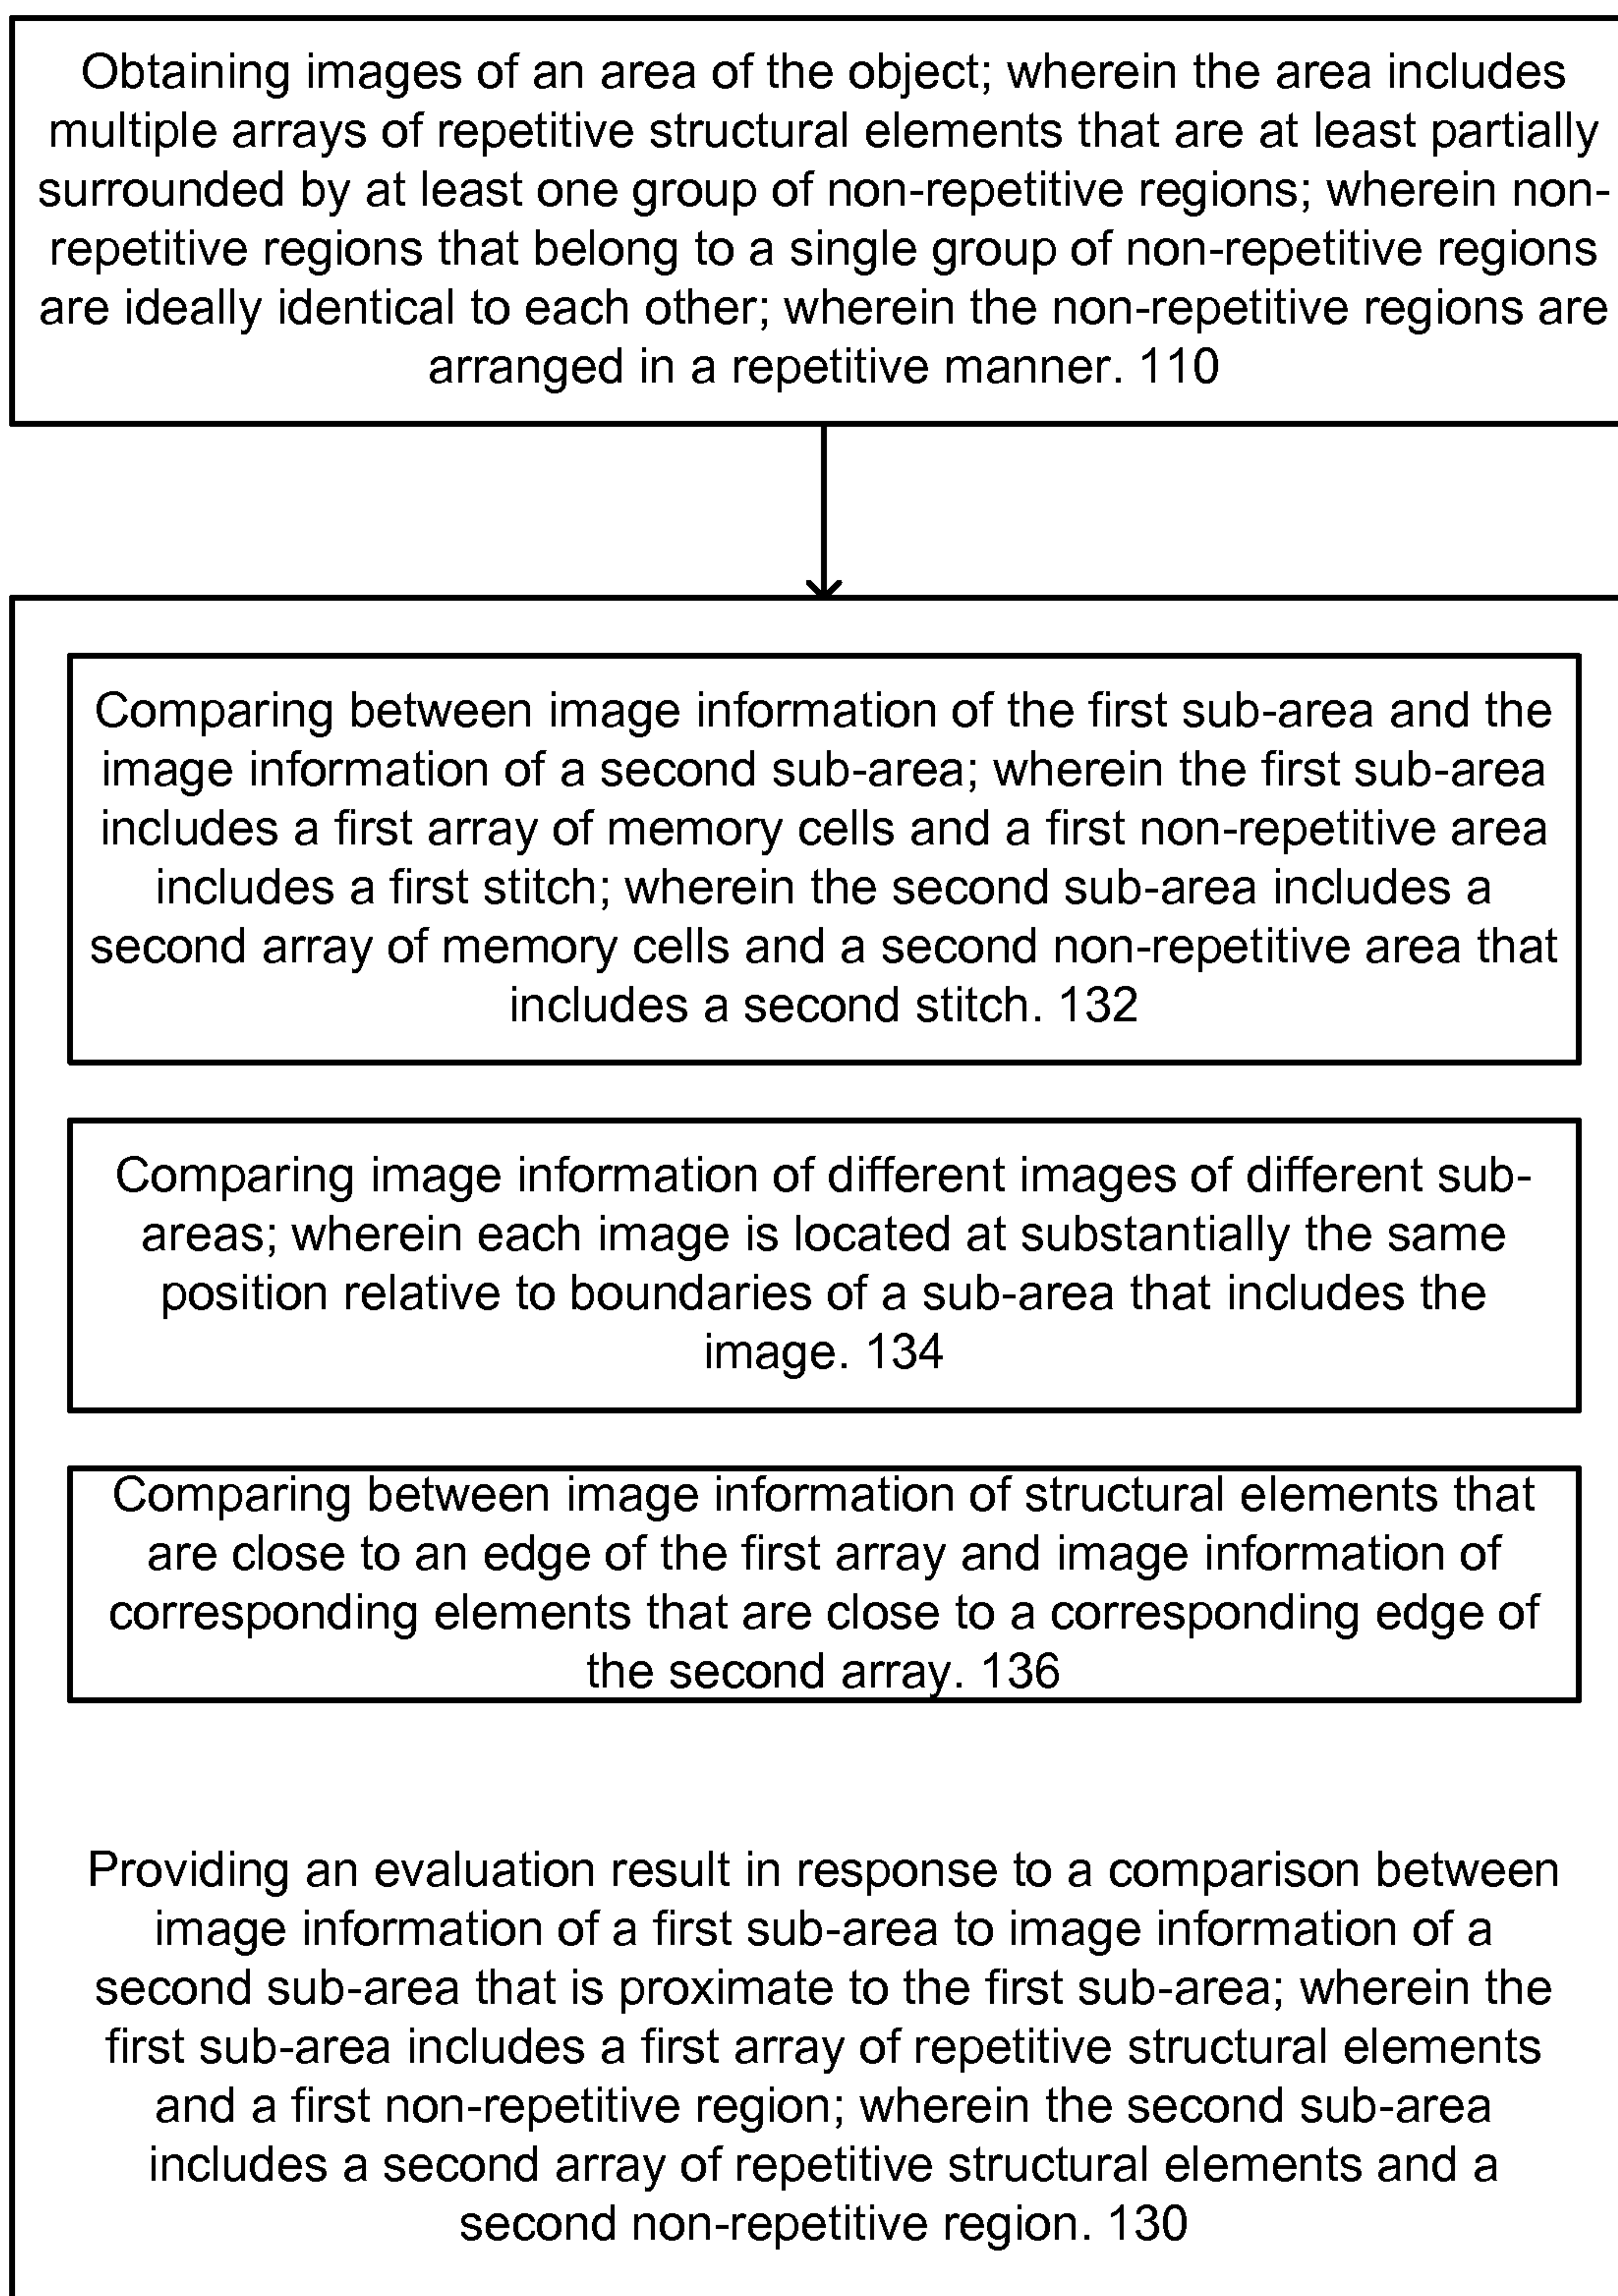 Obtaining images of an area of the object; wherein the area includes
multiple arrays of repetitive structural elements that are at least partially
surrounded by at least one group of non-repetitive regions; wherein non-
repetitive regions that belong to a single group of non-repetitive regions
are ideally identical to each other; wherein the non-repetitive regions are
arranged in a repetitive manner. 110
Comparing between image information of the first sub-area and the
image information of a second sub-area; wherein the first sub-area
includes a first array of memory cells and a first non-repetitive area
includes a first stitch; wherein the second sub-area includes a
second array of memory cells and a second non-repetitive area that
includes a second stitch. 132
Comparing image information of different images of different sub-
areas; wherein each image is located at substantially the same
position relative to boundaries of a sub-area that includes the
image. 134
Comparing between image information of structural elements that
are close to an edge of the first array and image information of
corresponding elements that are close to a corresponding edge of
the second array. 136
Providing an evaluation result in response to a comparison between
image information of a first sub-area to image information of a
second sub-area that is proximate to the first sub-area; wherein the
first sub-area includes a first array of repetitive structural elements
and a first non-repetitive region; wherein the second sub-area
includes a second array of repetitive structural elements and a
second non-repetitive region. 130